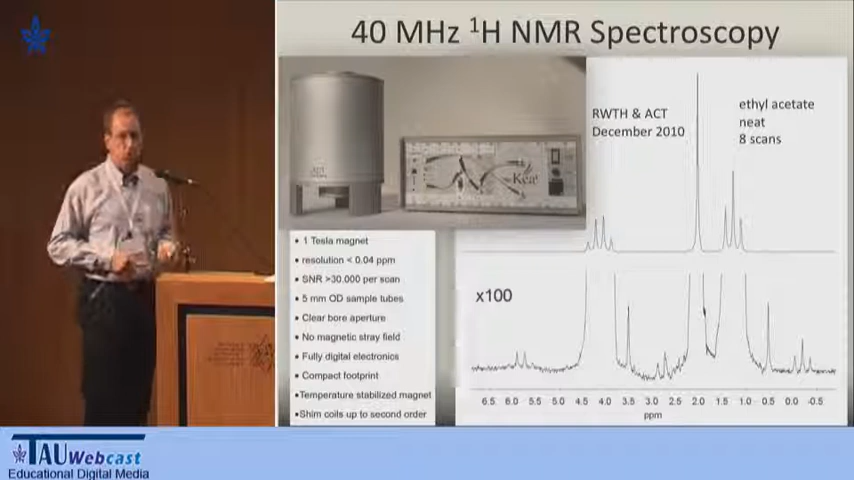 40 MHz ¹H NMR Spectroscopy
RWTH & ACT
December 2010
ethyl acetate
neat
8 scans
ACT
Kea²
• 1 Tesla magnet
• resolution < 0.04 ppm
• SNR >30.000 per scan
• 5 mm OD sample tubes
• Clear bore aperture
• No magnetic stray field
• Fully digital electronics
• Compact footprint
•Temperature stabilized magnet
•Shim coils up to second order
x100
6.5 6.0 5.5 5.0 4.5 4.0 3.5 3.0 2.5 2.0 1.5 1.0 0.5 0.0 -0.5
ppm
TAUWebcast
Educational Digital Media